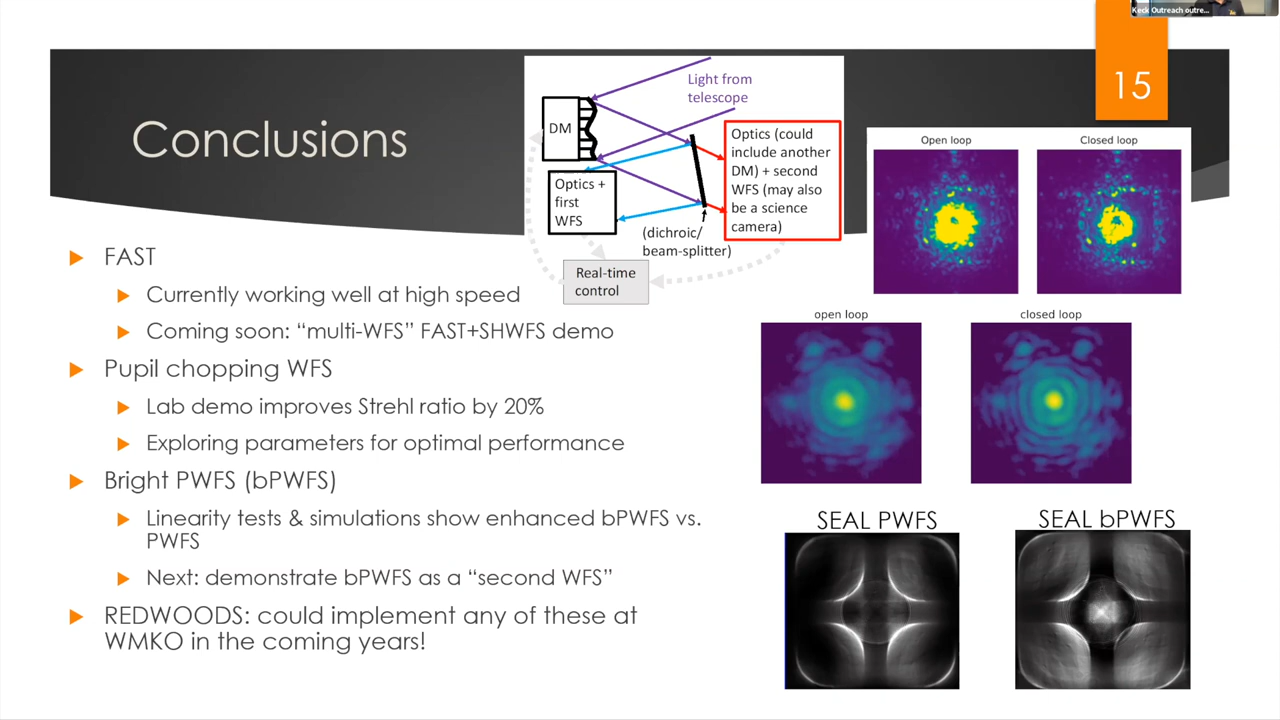 Keck Outreach outre...
15
Conclusions
Light from
telescope
DM
Optics +
first
WFS
Optics (could
include another
DM) + second
WFS (may also
be a science
camera)
(dichroic/
beam-splitter)
Real-time
control
Open loop
Closed loop
FAST
Currently working well at high speed
Coming soon: “multi-WFS” FAST+SHWFS demo
Pupil chopping WFS
Lab demo improves Strehl ratio by 20%
Exploring parameters for optimal performance
Bright PWFS (bPWFS)
Linearity tests & simulations show enhanced bPWFS vs.
PWFS
Next: demonstrate bPWFS as a “second WFS”
REDWOODS: could implement any of these at
WMKO in the coming years!
open loop
closed loop
SEAL PWFS
SEAL bPWFS